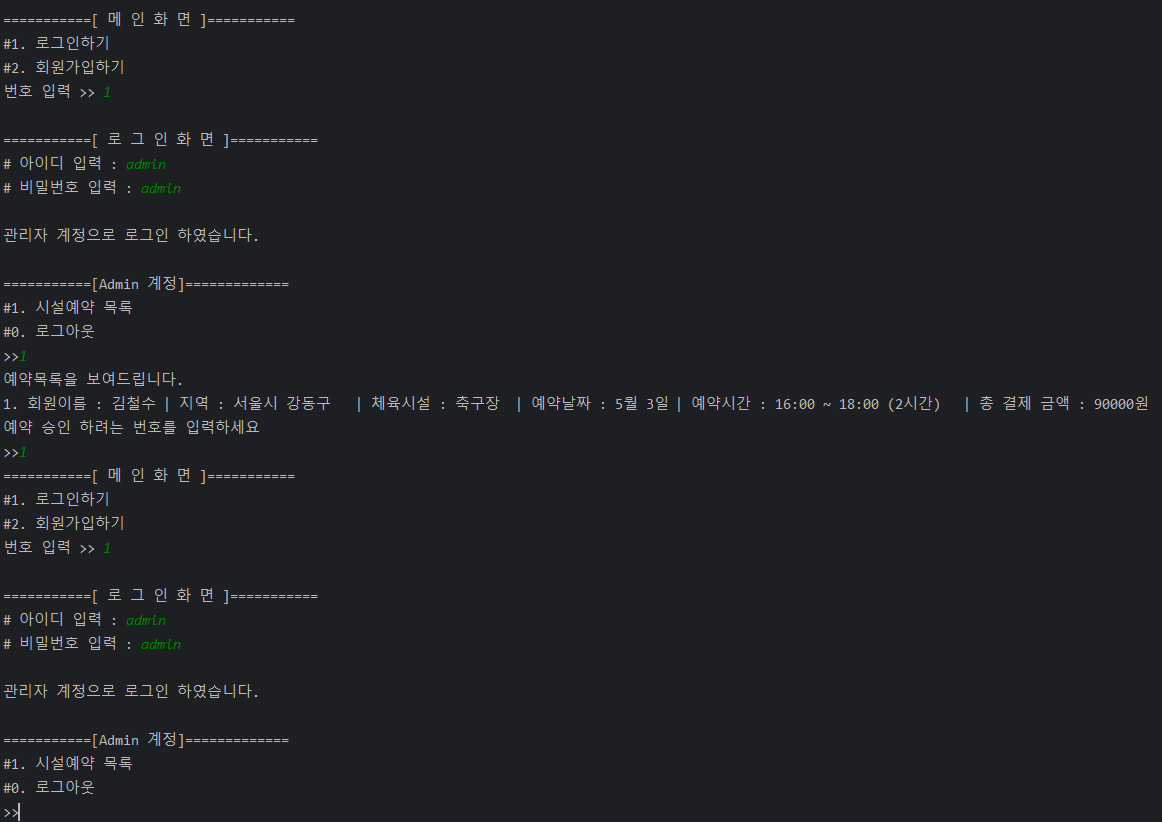 ===========[ 메 인 화 면 ]===========
#1. 로그인하기
#2. 회원가입하기
번호 입력 >> 1
===========[ 로 그 인 화 면 ]===========
# 아이디 입력 : admin
# 비밀번호 입력 : admin
관리자 계정으로 로그인 하였습니다.
===========[Admin 계정]=============
#1. 시설예약 목록
#0. 로그아웃
>>1
예약목록을 보여드립니다.
1. 회원이름 : 김철수 | 지역 : 서울시 강동구   | 체육시설 : 축구장  | 예약날짜 : 5월 3일 | 예약시간 : 16:00 ~ 18:00 (2시간)   | 총 결제 금액 : 90000원
예약 승인 하려는 번호를 입력하세요
>>1
===========[ 메 인 화 면 ]===========
#1. 로그인하기
#2. 회원가입하기
번호 입력 >> 1
===========[ 로 그 인 화 면 ]===========
# 아이디 입력 : admin
# 비밀번호 입력 : admin
관리자 계정으로 로그인 하였습니다.
===========[Admin 계정]=============
#1. 시설예약 목록
#0. 로그아웃
>>